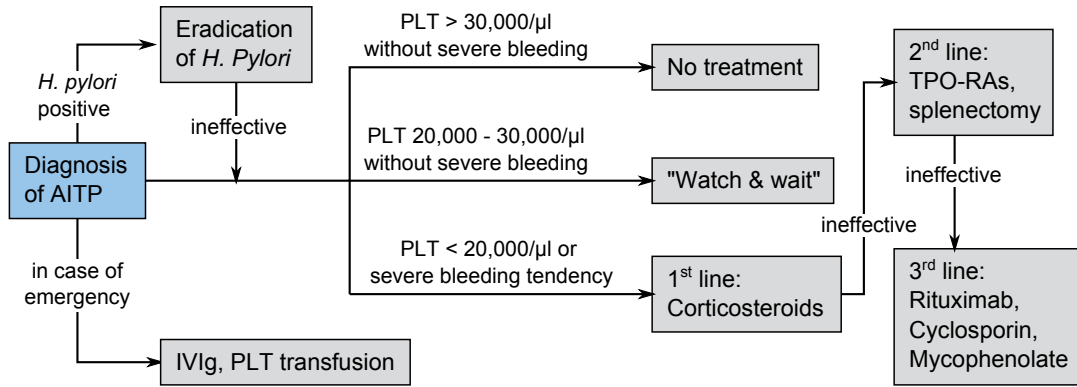 Eradication
of H. Pylori
H. pylori
positive
ineffective
Diagnosis
of AITP
in case of
emergency
IVIg, PLT transfusion
PLT > 30,000/µl
without severe bleeding
No treatment
PLT 20,000 - 30,000/µl
without severe bleeding
"Watch & wait"
PLT < 20,000/µl or
severe bleeding tendency
1st line:
Corticosteroids
ineffective
2nd line:
TPO-RAs,
splenectomy
ineffective
3rd line:
Rituximab,
Cyclosporin,
Mycophenolate